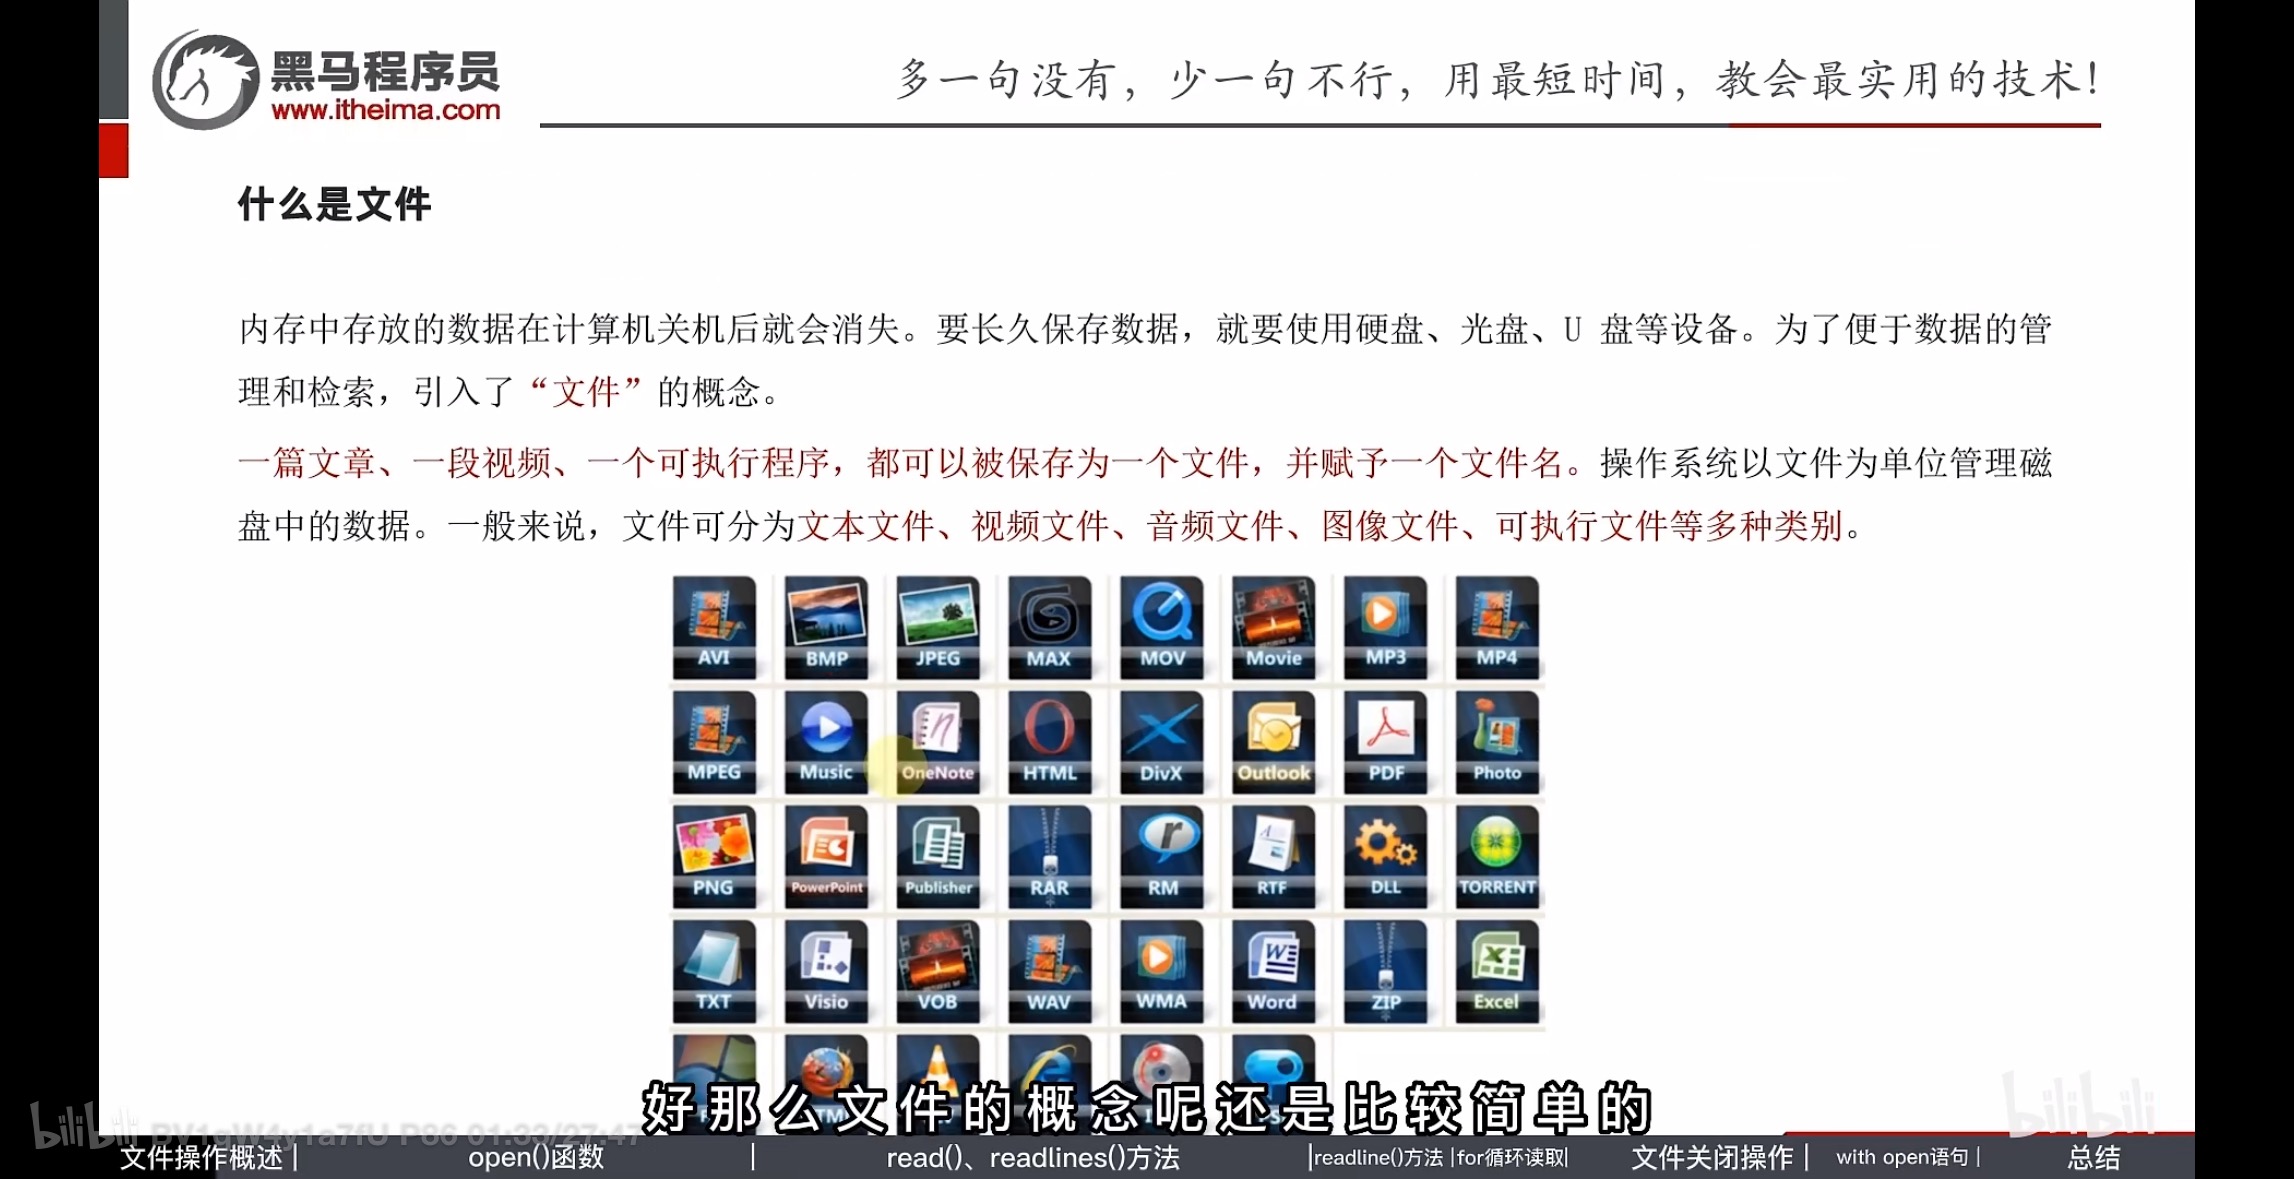 黑马程序员
www.itheima.com
多一句没有，少一句不行，用最短时间，教会最实用的技术！
什么是文件
内存中存放的数据在计算机关机后就会消失。要长久保存数据，就要使用硬盘、光盘、U 盘等设备。为了便于数据的管
理和检索，引入了“文件”的概念。
一篇文章、一段视频、一个可执行程序，都可以被保存为一个文件，并赋予一个文件名。操作系统以文件为单位管理磁
盘中的数据。一般来说，文件可分为文本文件、视频文件、音频文件、图像文件、可执行文件等多种类别。
AVI BMP JPEG MAX MOV Movie MP3 MP4
MPEG Music OneNote HTML DivX Outlook PDF Photo
PNG PowerPoint Publisher RAR RM RTF DLL TORRENT
TXT Visio VOB WAV WMA Word ZIP Excel
好那么文件的概念呢还是比较简单的
bilibili BV1qW4y1a7fU P86 01:33/27:47
bilibili
文件操作概述 | open()函数 | read()、readlines()方法 |readline()方法 |for循环读取| 文件关闭操作 | with open语句 | 总结